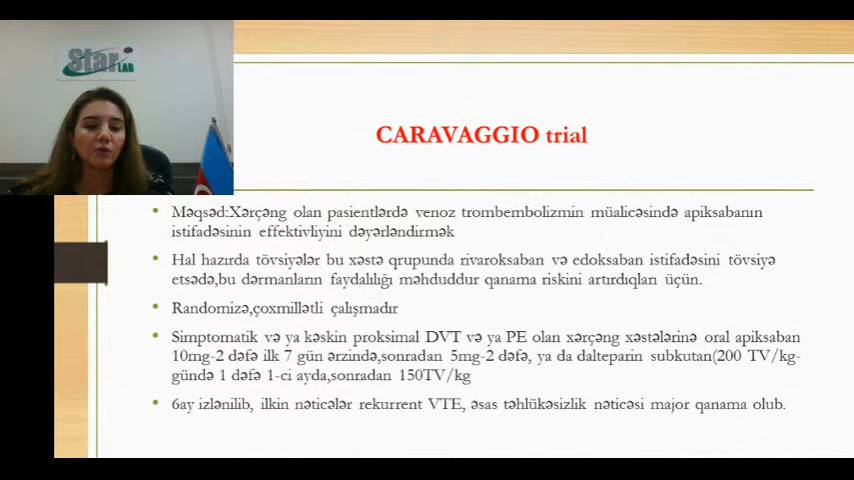 Star
LAB
CARAVAGGIO trial
• Məqsəd:Xərçəng olan pasientlərdə venoz trombembolizmin müalicəsində apiksabanın
istifadəsinin effektivliyini dəyərləndirmək
• Hal hazırda tövsiyələr bu xəstə qrupunda rivaroksaban və edoksaban istifadəsini tövsiyə
etsədə,bu dərmanların faydalılığı məhduddur qanama riskini artırdıqları üçün.
• Randomizə,çoxmillətli çalışmadır
• Simptomatik və ya kəskin proksimal DVT və ya PE olan xərçəng xəstələrinə oral apiksaban
10mg-2 dəfə ilk 7 gün ərzində,sonradan 5mg-2 dəfə, ya da dalteparin subkutan(200 TV/kg-
gündə 1 dəfə 1-ci ayda,sonradan 150TV/kg
• 6ay izlənilib, ilkin nəticələr rekurrent VTE, əsas təhlükəsizlik nəticəsi major qanama olub.